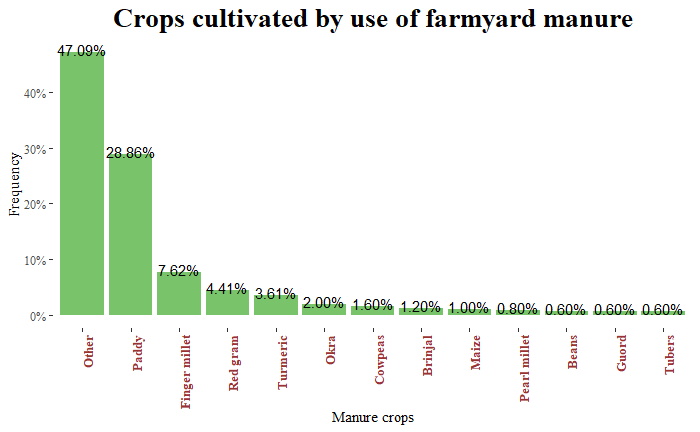 Crops cultivated by use of farmyard manure
47.09%
28.86%
7.62%
4.41%
3.61%
2.00%
1.60%
1.20%
1.00%
0.80%
0.60%
0.60%
0.60%
40%
30%
20%
10%
0%
Frequency
Other
Paddy
Finger millet
Red gram
Turmeric
Okra
Cowpeas
Brinjal
Maize
Pearl millet
Beans
Guord
Tubers
Manure crops